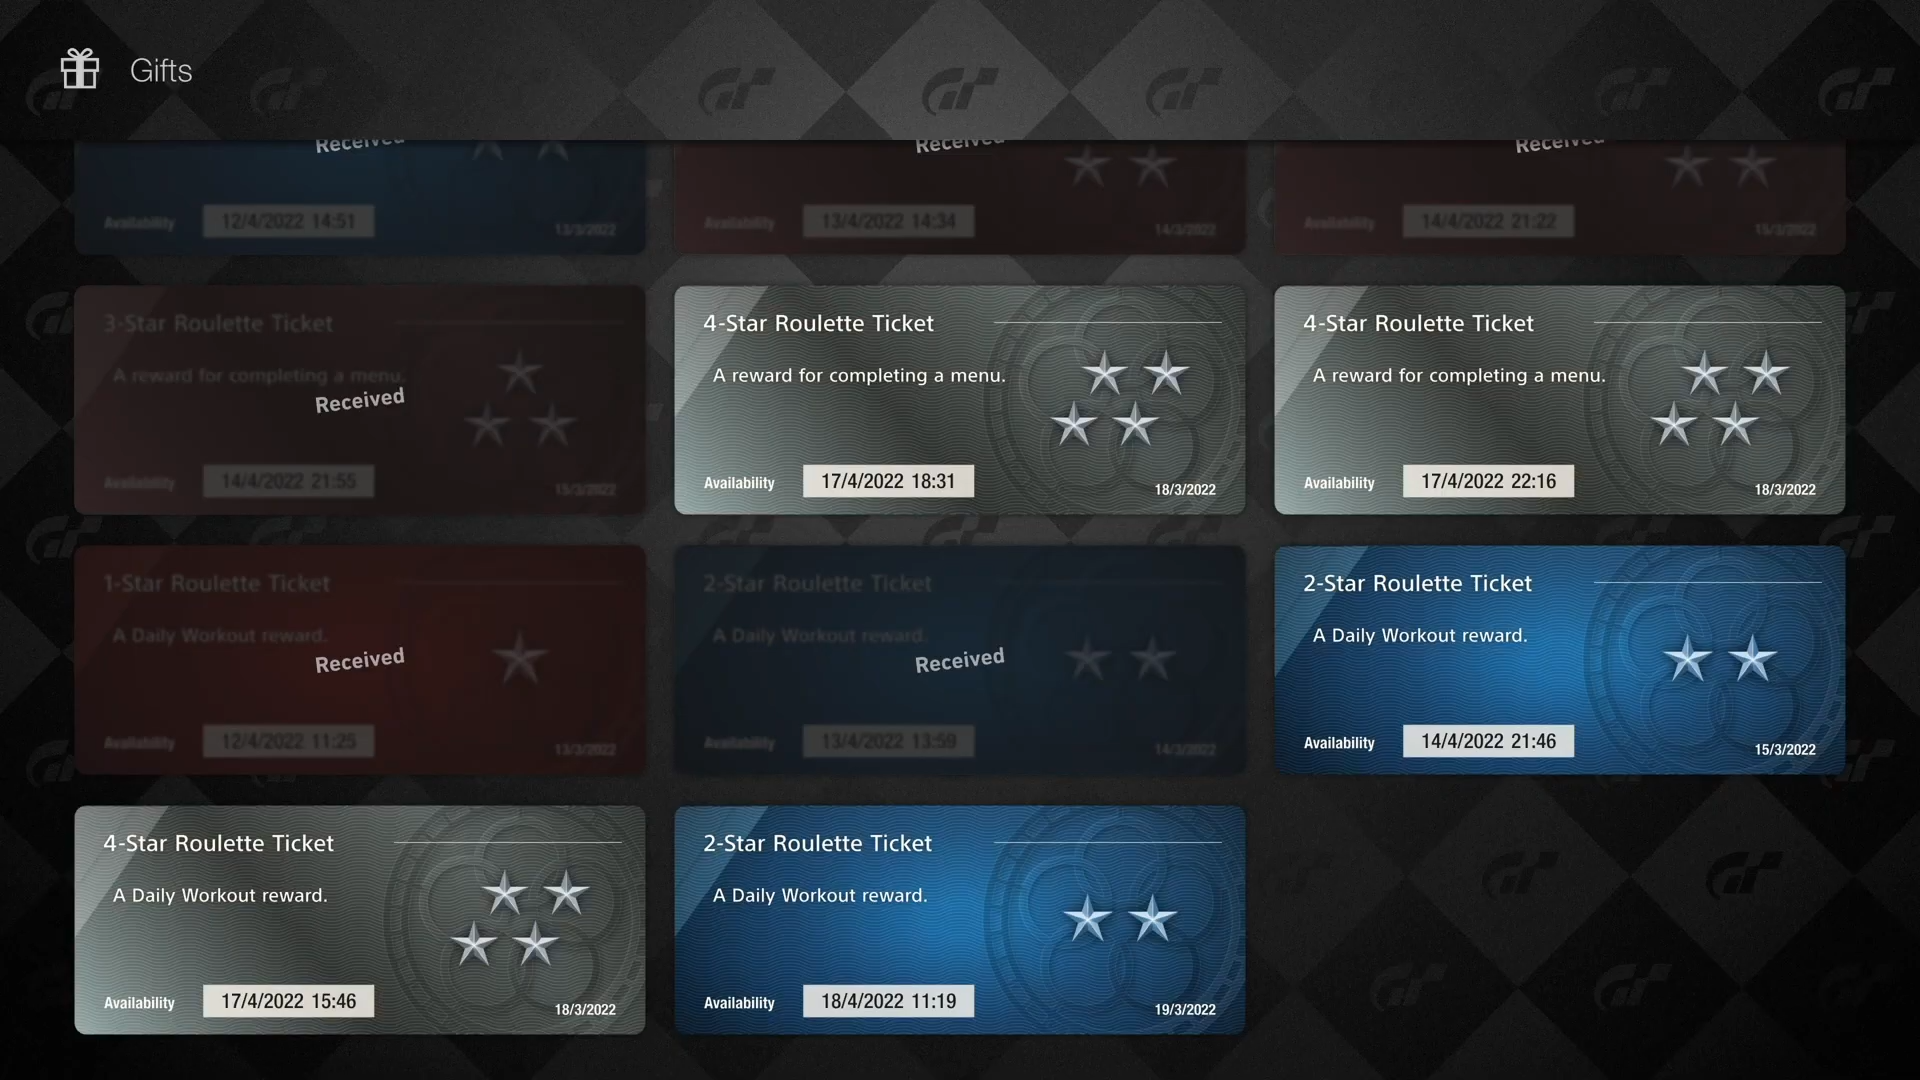 Gifts
Received
Availability 12/4/2022 14:51 13/3/2022
Received
Availability 13/4/2022 14:34 14/3/2022
Received
Availability 14/4/2022 21:22 15/3/2022
3-Star Roulette Ticket
A reward for completing a menu.
Received
Availability 14/4/2022 21:55 15/3/2022
4-Star Roulette Ticket
A reward for completing a menu.
Availability 17/4/2022 18:31 18/3/2022
4-Star Roulette Ticket
A reward for completing a menu.
Availability 17/4/2022 22:16 18/3/2022
1-Star Roulette Ticket
A Daily Workout reward.
Received
Availability 12/4/2022 11:25 13/3/2022
2-Star Roulette Ticket
A Daily Workout reward.
Received
Availability 13/4/2022 13:59 14/3/2022
2-Star Roulette Ticket
A Daily Workout reward.
Availability 14/4/2022 21:46 15/3/2022
4-Star Roulette Ticket
A Daily Workout reward.
Availability 17/4/2022 15:46 18/3/2022
2-Star Roulette Ticket
A Daily Workout reward.
Availability 18/4/2022 11:19 19/3/2022